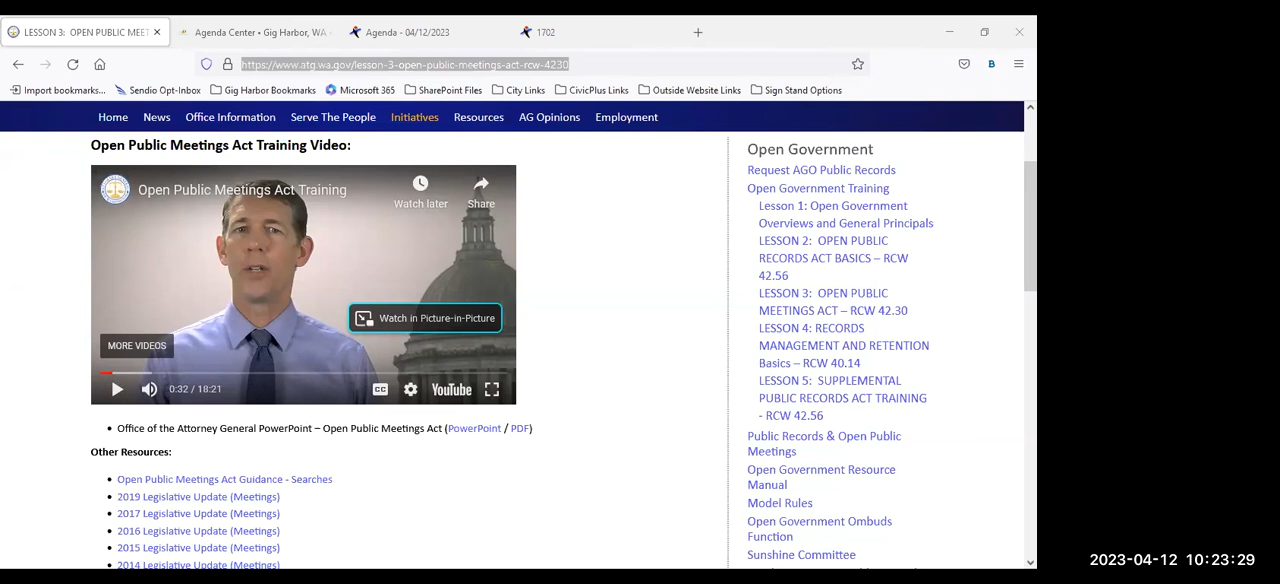 LESSON 3: OPEN PUBLIC MEET
Agenda Center • Gig Harbor, WA
Agenda - 04/12/2023
1702
https://www.atg.wa.gov/lesson-3-open-public-meetings-act-rcw-4230
Import bookmarks...
Sendio Opt-Inbox
Gig Harbor Bookmarks
Microsoft 365
SharePoint Files
City Links
CivicPlus Links
Outside Website Links
Sign Stand Options
Home News Office Information Serve The People Initiatives Resources AG Opinions Employment
Open Public Meetings Act Training Video:
Open Public Meetings Act Training
Watch later
Share
Watch in Picture-in-Picture
MORE VIDEOS
0:32 / 18:21
CC
YouTube
• Office of the Attorney General PowerPoint – Open Public Meetings Act (PowerPoint / PDF)
Other Resources:
• Open Public Meetings Act Guidance - Searches
• 2019 Legislative Update (Meetings)
• 2017 Legislative Update (Meetings)
• 2016 Legislative Update (Meetings)
• 2015 Legislative Update (Meetings)
• 2014 Legislative Update (Meetings)
Open Government
Request AGO Public Records
Open Government Training
Lesson 1: Open Government
Overviews and General Principals
LESSON 2: OPEN PUBLIC
RECORDS ACT BASICS – RCW
42.56
LESSON 3: OPEN PUBLIC
MEETINGS ACT – RCW 42.30
LESSON 4: RECORDS
MANAGEMENT AND RETENTION
Basics – RCW 40.14
LESSON 5: SUPPLEMENTAL
PUBLIC RECORDS ACT TRAINING
- RCW 42.56
Public Records & Open Public
Meetings
Open Government Resource
Manual
Model Rules
Open Government Ombuds
Function
Sunshine Committee
2023-04-12 10:23:29